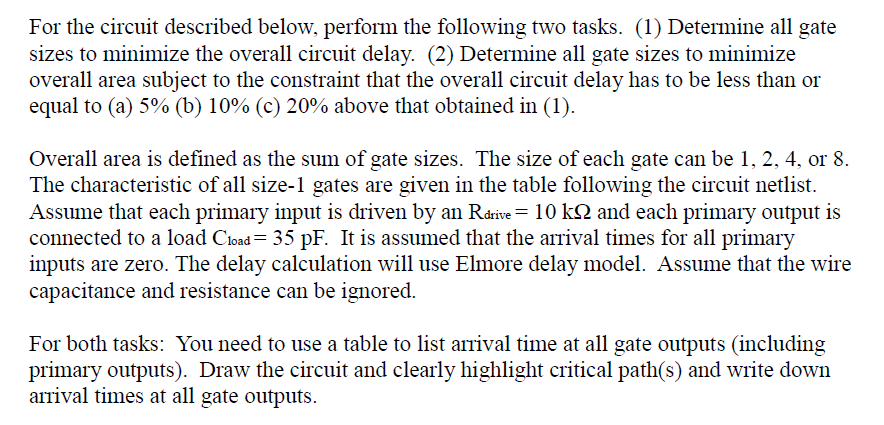 For the circuit described below, perform the following two tasks.  (1) Determine all gate
sizes to minimize the overall circuit delay.  (2) Determine all gate sizes to minimize
overall area subject to the constraint that the overall circuit delay has to be less than or
equal to (a) 5% (b) 10% (c) 20% above that obtained in (1).
Overall area is defined as the sum of gate sizes.  The size of each gate can be 1, 2, 4, or 8.
The characteristic of all size-1 gates are given in the table following the circuit netlist.
Assume that each primary input is driven by an Rdrive = 10 kΩ and each primary output is
connected to a load Cload = 35 pF.  It is assumed that the arrival times for all primary
inputs are zero. The delay calculation will use Elmore delay model.  Assume that the wire
capacitance and resistance can be ignored.
For both tasks:  You need to use a table to list arrival time at all gate outputs (including
primary outputs).  Draw the circuit and clearly highlight critical path(s) and write down
arrival times at all gate outputs.